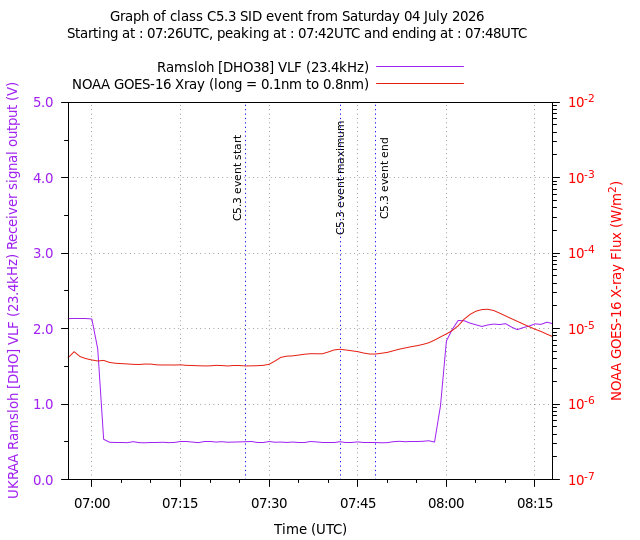 Graph of class C5.3 SID event from Saturday 04 July 2026
Starting at : 07:26UTC, peaking at : 07:42UTC and ending at : 07:48UTC
Ramsloh [DHO38] VLF (23.4kHz)
NOAA GOES-16 Xray (long = 0.1nm to 0.8nm)
UKRAA Ramsloh [DHO] VLF (23.4kHz) Receiver signal output (V)
5.0
4.0
3.0
2.0
1.0
0.0
C5.3 event start
C5.3 event maximum
C5.3 event end
10-2
10-3
10-4
10-5
10-6
10-7
NOAA GOES-16 X-ray Flux (W/m2)
07:00 07:15 07:30 07:45 08:00 08:15
Time (UTC)